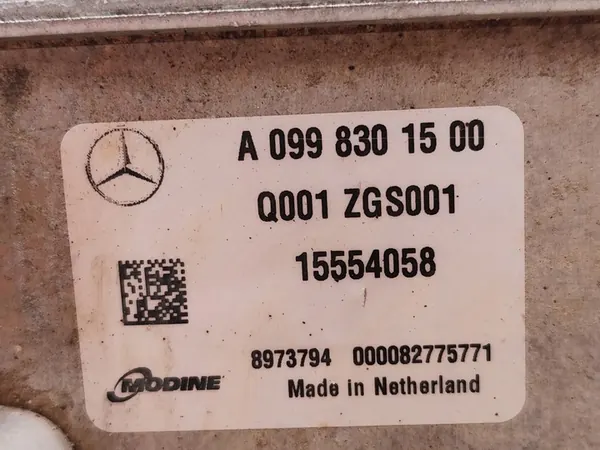 A 099 830 15 00
Q001 ZGS001
15554058
8973794 000082775771
MODINE
Made in Netherland